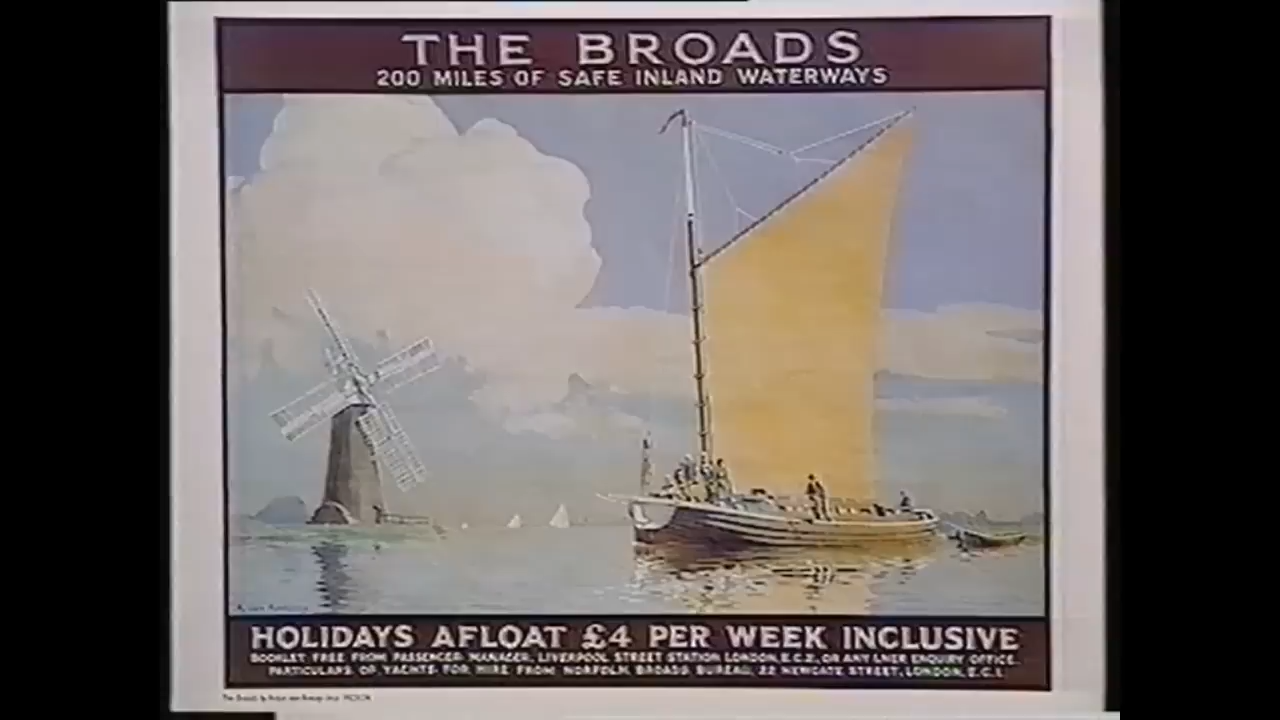 THE BROADS
200 MILES OF SAFE INLAND WATERWAYS
HOLIDAYS AFLOAT £4 PER WEEK INCLUSIVE
BOOKLET FREE FROM PASSENGER MANAGER, LIVERPOOL STREET STATION LONDON, E.C.2, OR ANY LNER ENQUIRY OFFICE.
PARTICULARS OF YACHTS FOR HIRE FROM NORFOLK BROADS BUREAU, 22 NEWGATE STREET, LONDON, E.C.1.